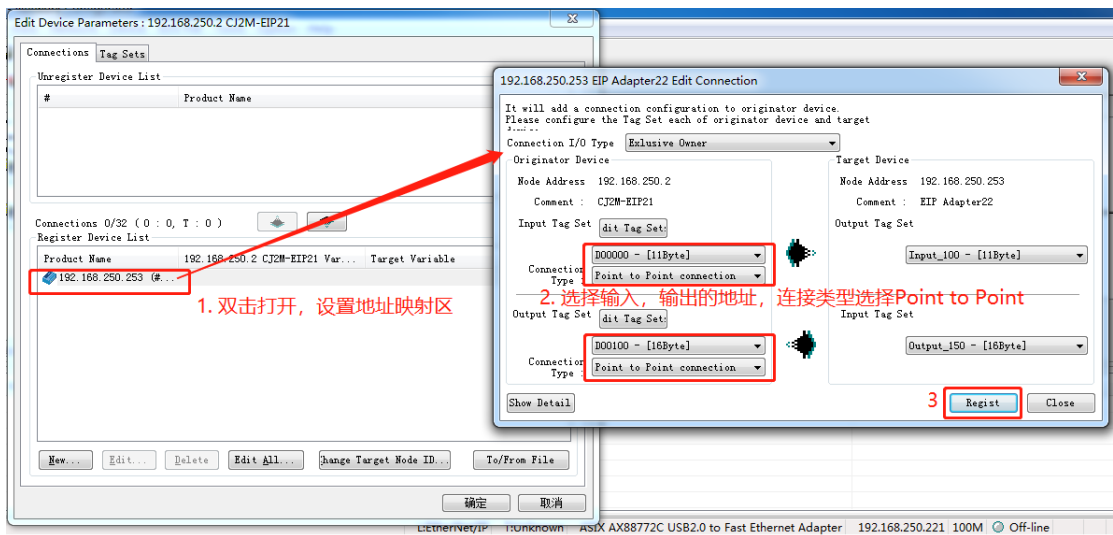 Edit Device Parameters : 192.168.250.2 CJ2M-EIP21
Connections Tag Sets
Unregister Device List
# Product Name
Connections 0/32 ( O : 0, T : 0 )
Register Device List
Product Name 192.168.250.2 CJ2M-EIP21 Var... Target Variable
192.168.250.253 (#...
1. 双击打开，设置地址映射区
New... Edit... Delete Edit All... hange Target Node ID... To/From File
确定 取消
192.168.250.253 EIP Adapter22 Edit Connection
It will add a connection configuration to originator device.
Please configure the Tag Set each of originator device and target
Connection I/O Type Exlusive Owner
Originator Device Target Device
Node Address 192.168.250.2 Node Address 192.168.250.253
Comment : CJ2M-EIP21 Comment : EIP Adapter22
Input Tag Set dit Tag Set: Output Tag Set
D00000 - [11Byte] Input_100 - [11Byte]
Connection
Type : Point to Point connection
2. 选择输入，输出的地址，连接类型选择Point to Point
Output Tag Set dit Tag Set: Input Tag Set
D00100 - [16Byte] Output_150 - [16Byte]
Connection
Type : Point to Point connection
Show Detail 3 Regist Close
L:EtherNet/IP T:Unknown ASIX AX88772C USB2.0 to Fast Ethernet Adapter 192.168.250.221 100M Off-line